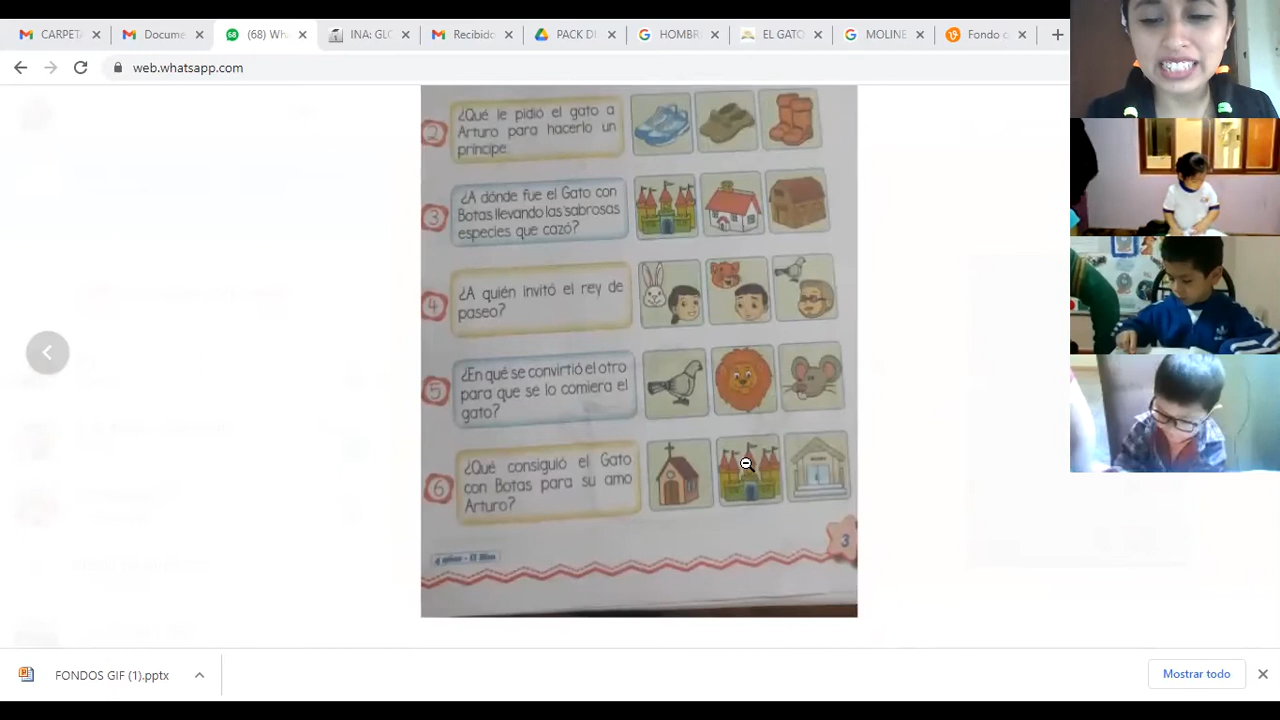 CARPETA
Docume
(68) Wh
INA: GLO
Recibido
PACK DI
HOMBR
EL GATO
MOLINE
Fondo
web.whatsapp.com
2
¿Qué le pidió el gato a
Arturo para hacerlo un
príncipe.
3
¿A dónde fue el Gato con
Botas llevando las sabrosas
especies que cazó?
4
¿A quién invitó el rey de
paseo?
5
¿En qué se convirtió el otro
para que se lo comiera el
gato?
6
¿Qué consiguió el Gato
con Botas para su amo
Arturo?
3
FONDOS GIF (1).pptx
Mostrar todo